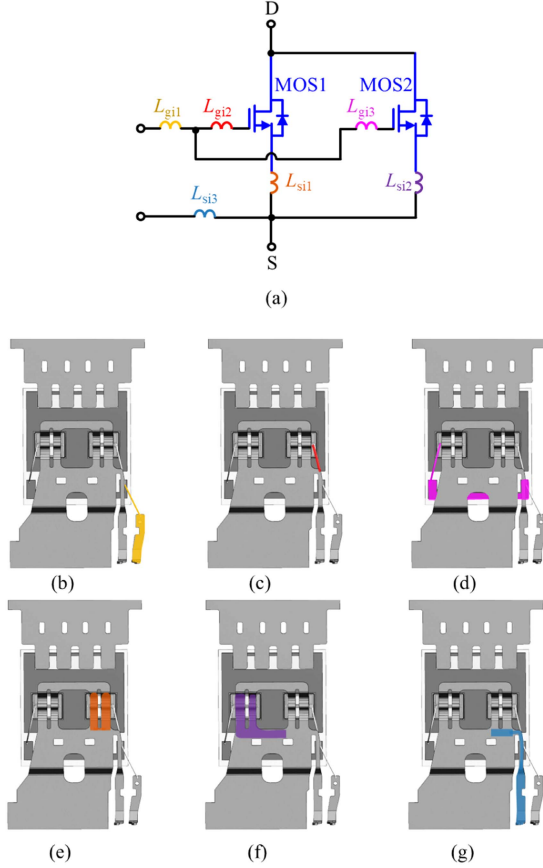 D
MOS1
MOS2
Lgi1
Lgi2
Lgi3
Lsi1
Lsi2
Lsi3
S
(a)
(b)
(c)
(d)
(e)
(f)
(g)